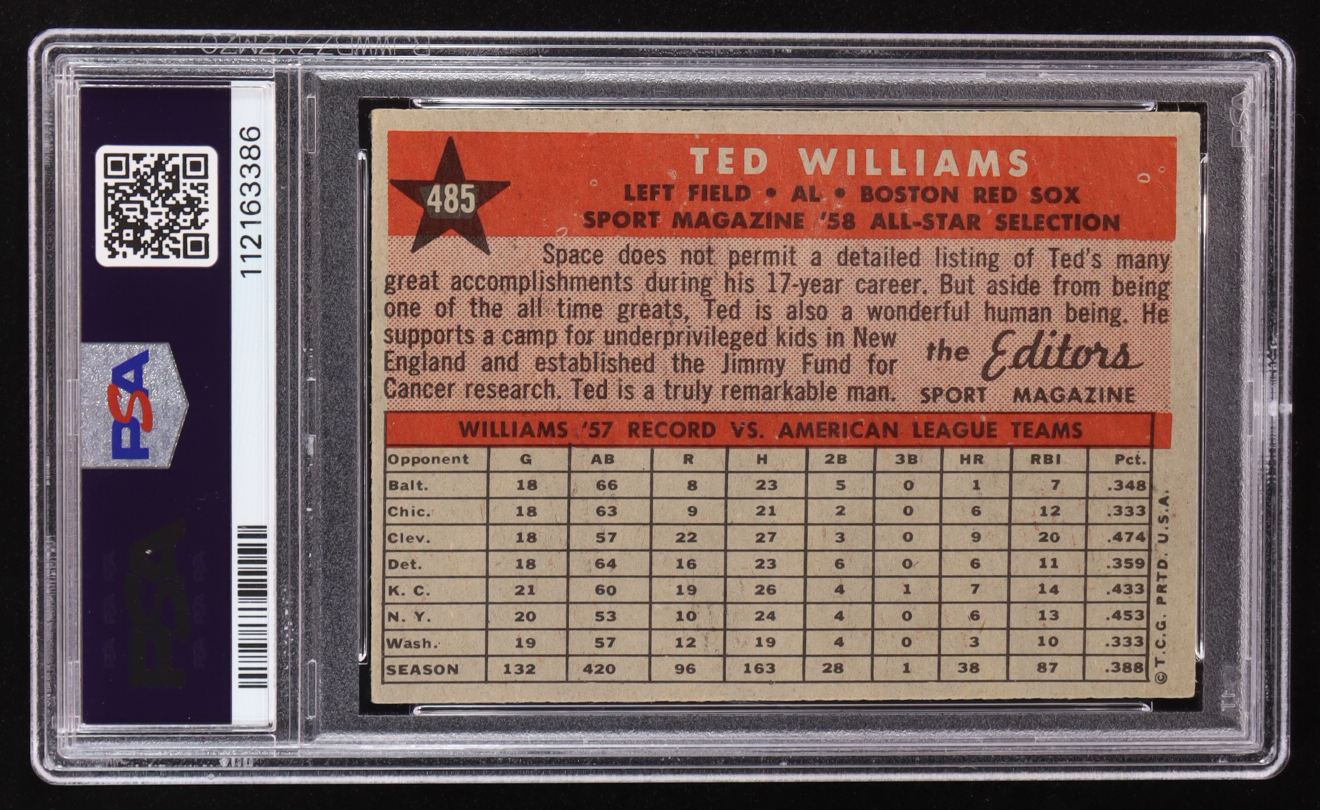 112163386
PSA
PSA
485
TED WILLIAMS
LEFT FIELD • AL • BOSTON RED SOX
SPORT MAGAZINE '58 ALL-STAR SELECTION
Space does not permit a detailed listing of Ted's many
great accomplishments during his 17-year career. But aside from being
one of the all time greats, Ted is also a wonderful human being. He
supports a camp for underprivileged kids in New
England and established the Jimmy Fund for
Cancer research. Ted is a truly remarkable man.
the Editors
SPORT MAGAZINE
WILLIAMS '57 RECORD VS. AMERICAN LEAGUE TEAMS
Opponent G AB R H 2B 3B HR RBI Pct.
Balt. 18 66 8 23 5 0 1 7 .348
Chic. 18 63 9 21 2 0 6 12 .333
Clev. 18 57 22 27 3 0 9 20 .474
Det. 18 64 16 23 6 0 6 11 .359
K. C. 21 60 19 26 4 1 7 14 .433
N. Y. 20 53 10 24 4 0 6 13 .453
Wash. 19 57 12 19 4 0 3 10 .333
SEASON 132 420 96 163 28 1 38 87 .388
©T.C.G. PRTD. U.S.A.